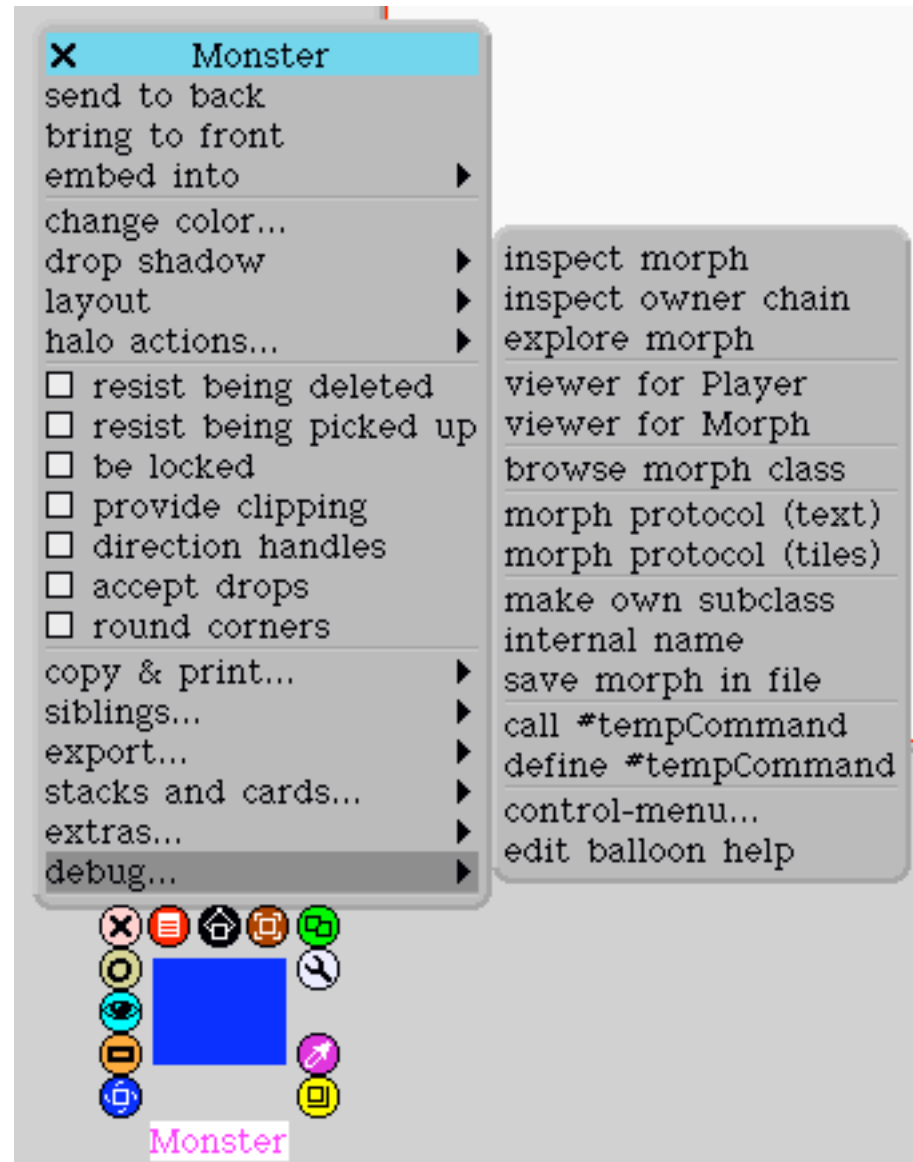 Monster
send to back
bring to front
embed into
change color...
drop shadow
layout
halo actions...
resist being deleted
resist being picked up
be locked
provide clipping
direction handles
accept drops
round corners
copy & print...
siblings...
export...
stacks and cards...
extras...
debug...
inspect morph
inspect owner chain
explore morph
viewer for Player
viewer for Morph
browse morph class
morph protocol (text)
morph protocol (tiles)
make own subclass
internal name
save morph in file
call #tempCommand
define #tempCommand
control-menu...
edit balloon help
Monster